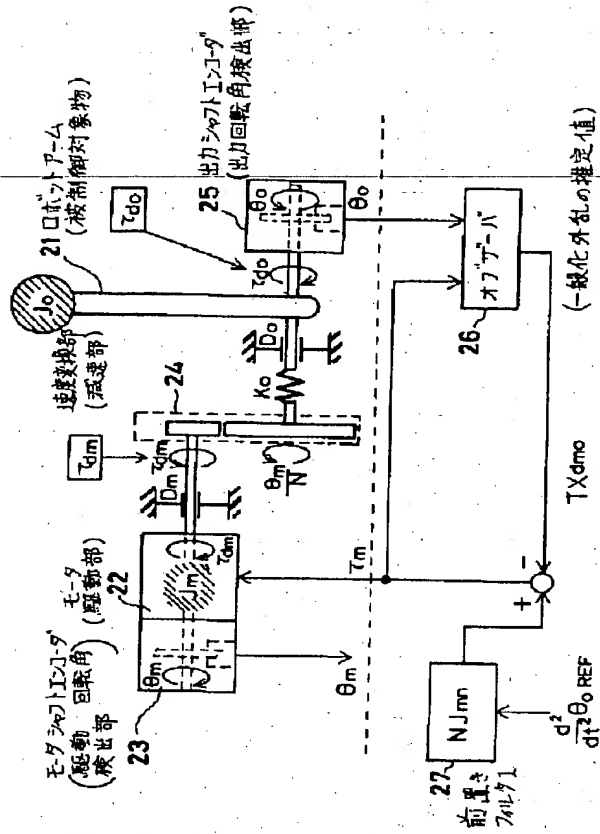 モータシャフトエンコーダ
(駆動 回転角
検出部)
23
モータ
(駆動部)
22
θm
Jm
τdm
Dm
τdm
τdm
速度変換部
(減速部)
24
θm
N
Ko
Do
21 ロボットアーム
(被制御対象物)
Jo
τdo
τdo
25 出力シャフトエンコーダ
(出力回転角検出部)
θo
θo
θm
τm
27
前置き
フィルタ1
NJmn
d²
dt² θo REF
+
-
TXdmo
(一般化外乱の推定値)
26
オブザーバ